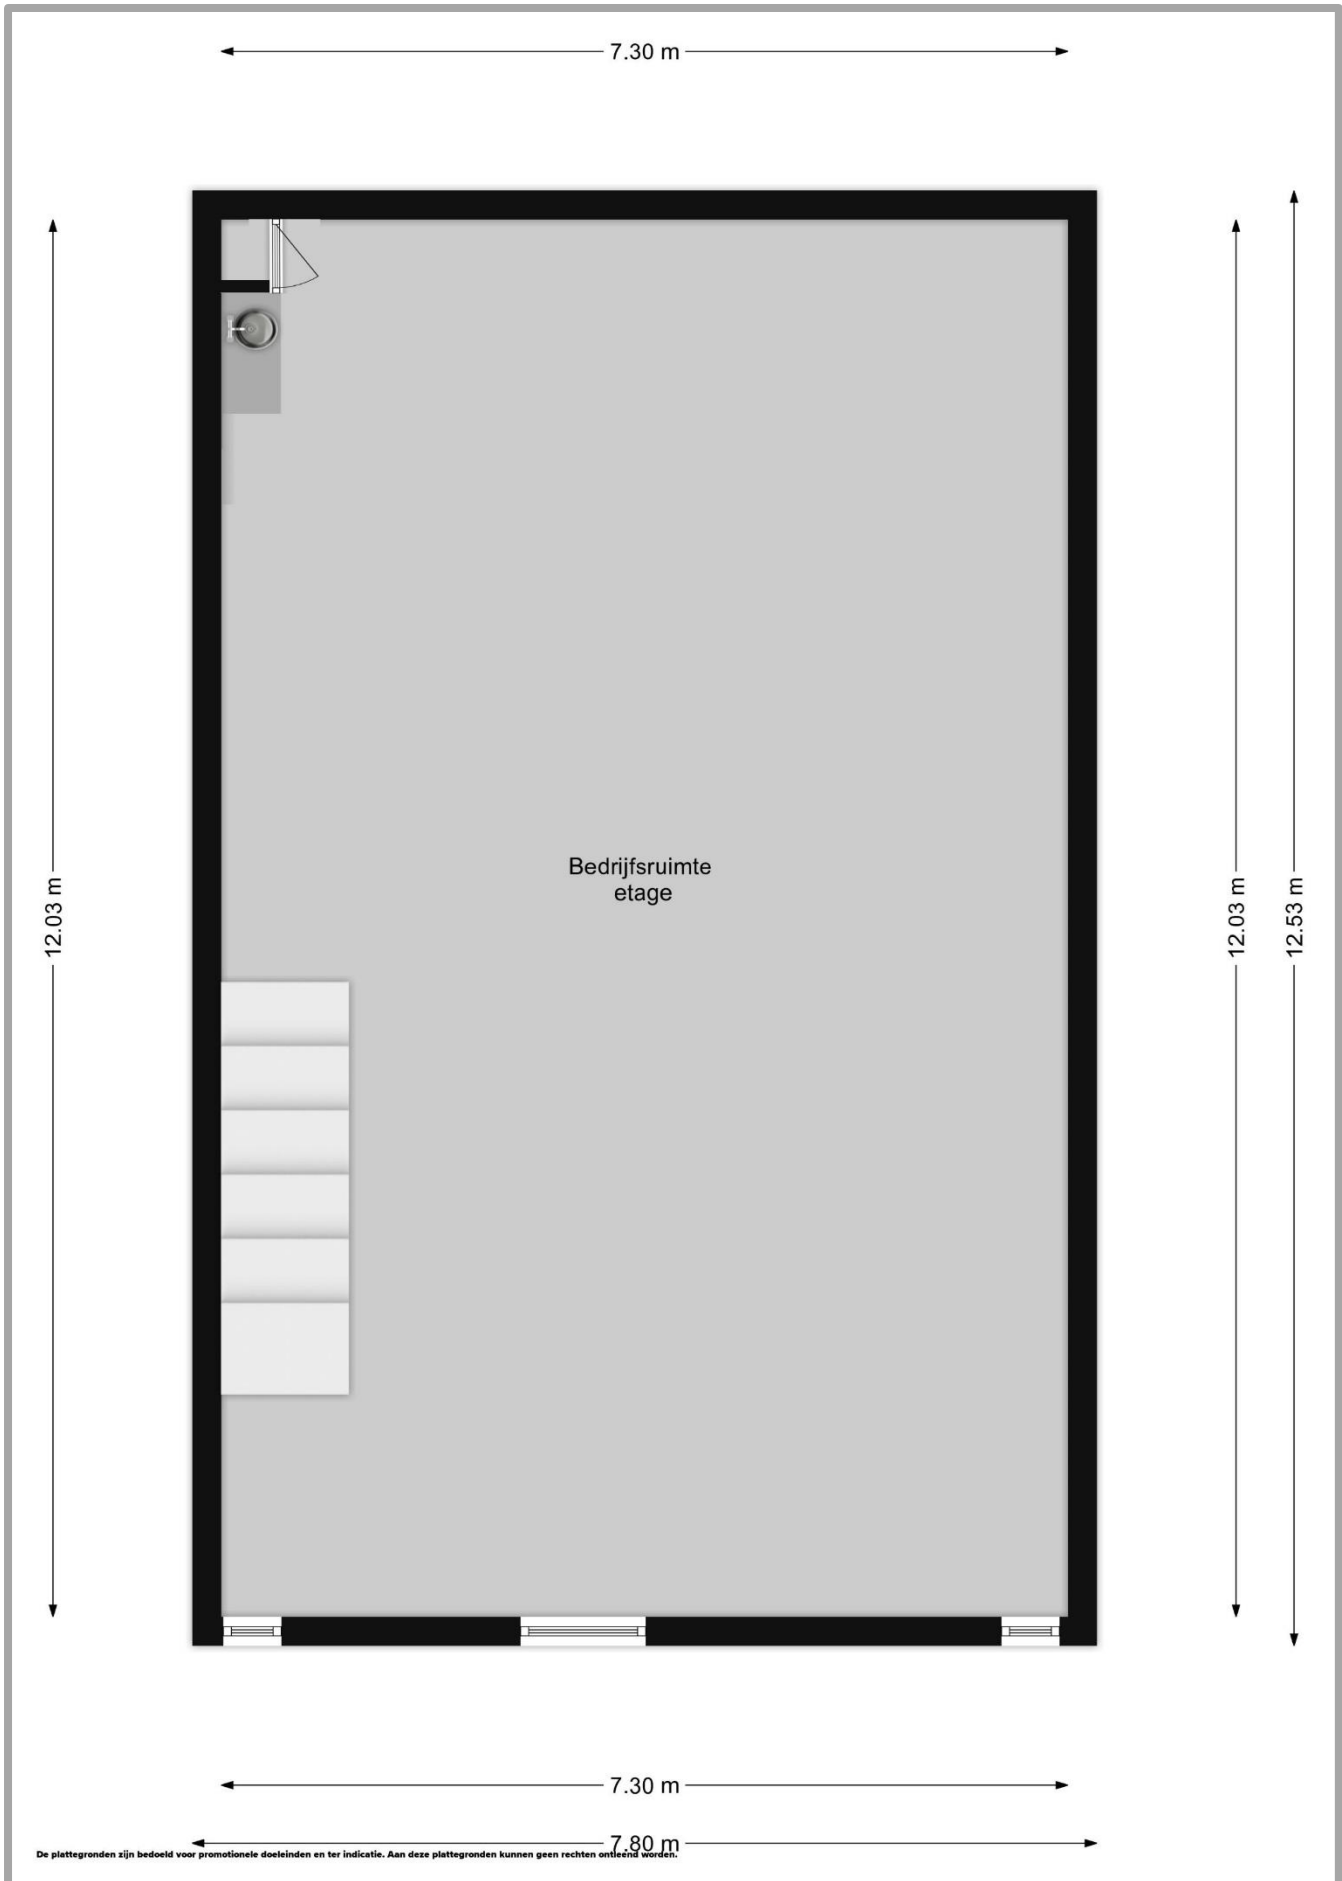 7.30 m
Bedrijfsruimte
etage
12.03 m
12.03 m
12.53 m
7.30 m
7.80 m
De plattegronden zijn bedoeld voor promotionele doeleinden en ter indicatie. Aan deze plattegronden kunnen geen rechten ontleend worden.